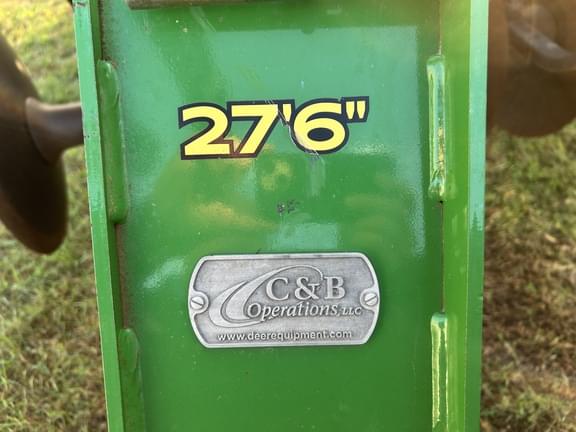 27'6"
C & B
Operations, LLC
www.deerequipment.com